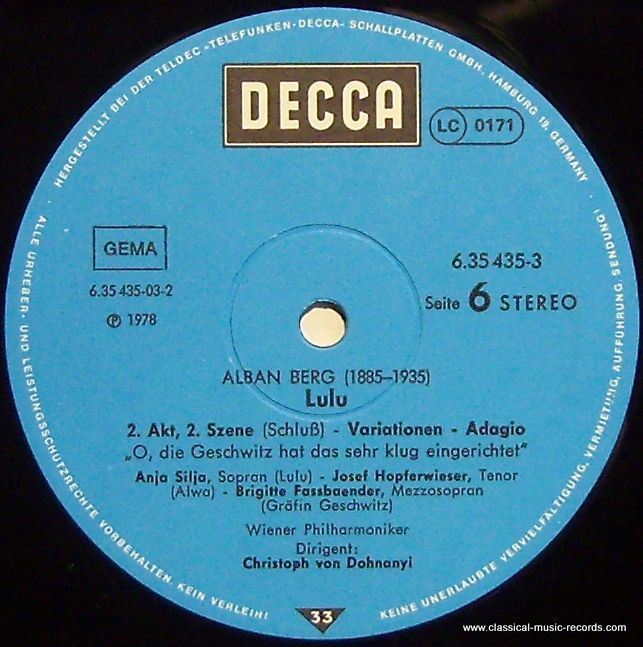 HERGESTELLT BEI DER TELDEC »TELEFUNKEN-DECCA« SCHALLPLATTEN GMBH, HAMBURG 19, GERMANY
DECCA
LC 0171
GEMA
6.35 435-03-2
℗ 1978
6.35 435-3
Seite 6 STEREO
ALBAN BERG (1885–1935)
Lulu
2. Akt, 2. Szene (Schluß) - Variationen - Adagio
„O, die Geschwitz hat das sehr klug eingerichtet"
Anja Silja, Sopran (Lulu) - Josef Hopferwieser, Tenor
(Alwa) - Brigitte Fassbaender, Mezzosopran
(Gräfin Geschwitz)
Wiener Philharmoniker
Dirigent:
Christoph von Dohnanyi
33
ALLE URHEBER- UND LEISTUNGSSCHUTZRECHTE VORBEHALTEN. KEIN VERLEIH!
KEINE UNERLAUBTE VERVIELFÄLTIGUNG, VERMIETUNG, AUFFÜHRUNG, SENDUNG!
www.classical-music-records.com